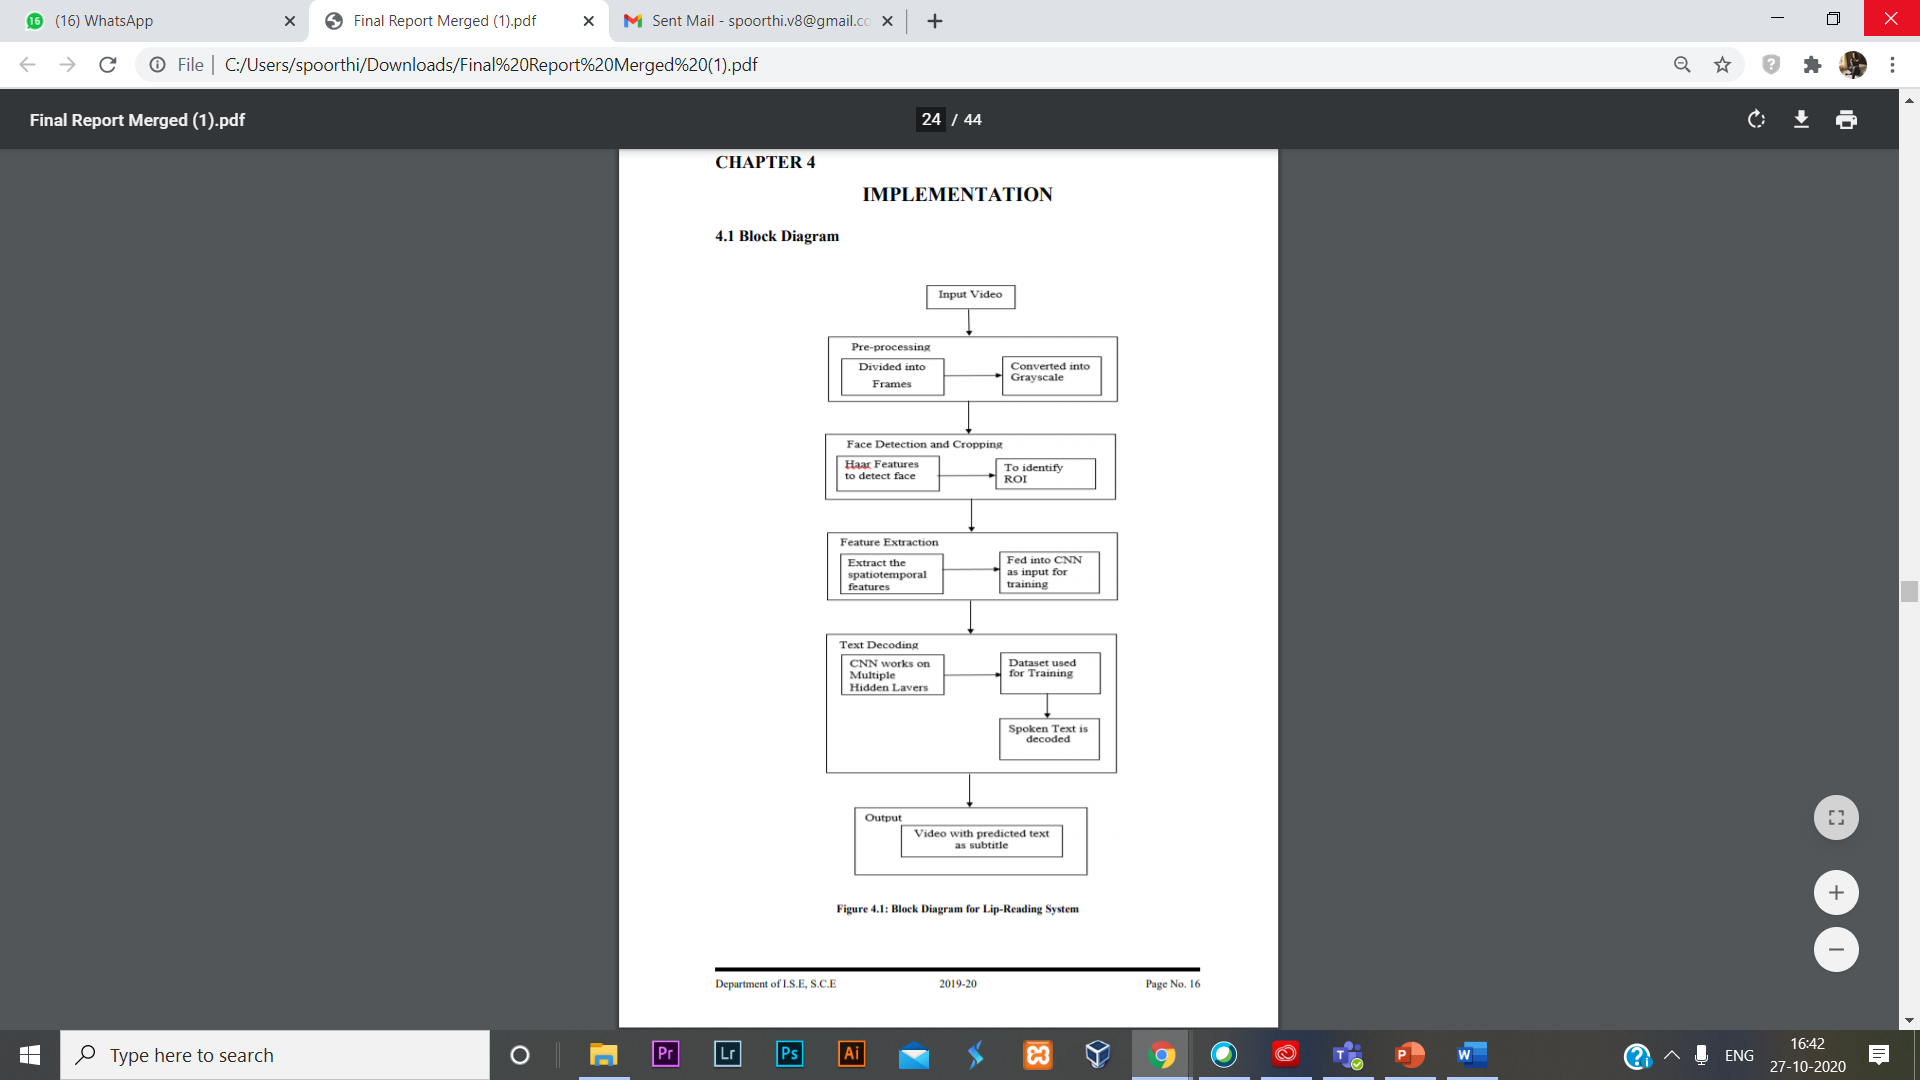 (16) WhatsApp
Final Report Merged (1).pdf
Sent Mail - spoorthi.v8@gmail.co
File
C:/Users/spoorthi/Downloads/Final%20Report%20Merged%20(1).pdf
Final Report Merged (1).pdf
24 / 44
CHAPTER 4
IMPLEMENTATION
4.1 Block Diagram
Input Video
Pre-processing
Divided into
Frames
Converted into
Grayscale
Face Detection and Cropping
Haar Features
to detect face
To identify
ROI
Feature Extraction
Extract the
spatiotemporal
features
Fed into CNN
as input for
training
Text Decoding
CNN works on
Multiple
Hidden Layers
Dataset used
for Training
Spoken Text is
decoded
Output
Video with predicted text
as subtitle
Figure 4.1: Block Diagram for Lip-Reading System
Department of I.S.E, S.C.E
2019-20
Page No. 16
Type here to search
Pr
Lr
Ps
Ai
ENG
16:42
27-10-2020